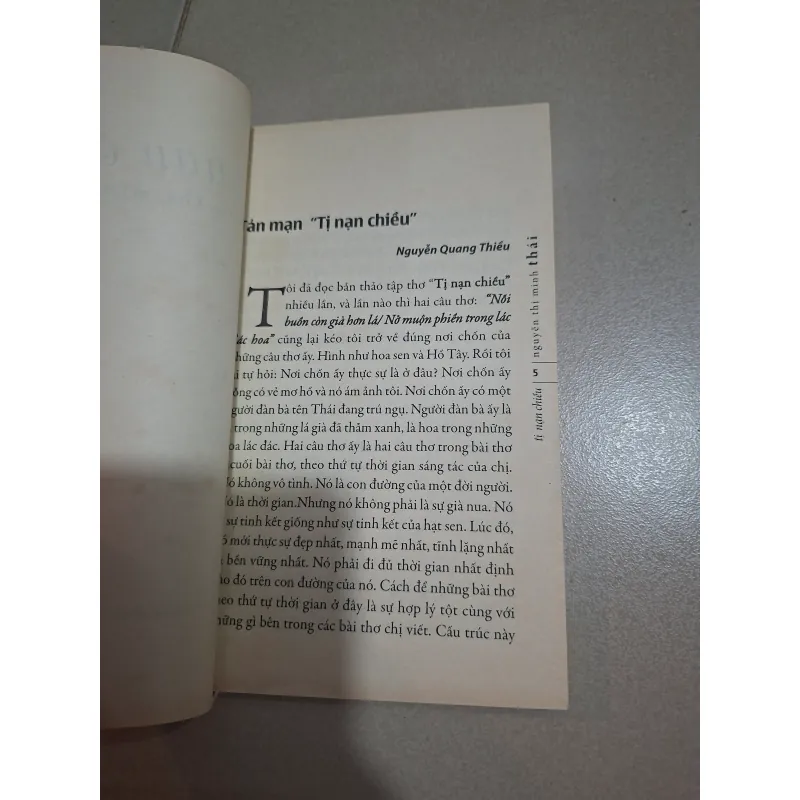 Tản mạn "Tị nạn chiều"
Nguyễn Quang Thiều
Tôi đã đọc bản thảo tập thơ "Tị nạn chiều"
nhiều lần, và lần nào thì hai câu thơ: "Nỗi
buồn còn già hơn lá/ Nỡ muộn phiền trong lác
đác hoa" cũng lại kéo tôi trở về đúng nơi chốn của
những câu thơ ấy. Hình như hoa sen và Hồ Tây. Rồi tôi
tự hỏi: Nơi chốn ấy thực sự là ở đâu? Nơi chốn ấy
có vẻ mơ hồ và nó ám ảnh tôi. Nơi chốn ấy có một
người đàn bà tên Thái đang trú ngụ. Người đàn bà ấy là
trong những lá già đã thẫm xanh, là hoa trong những
lác đác. Hai câu thơ ấy là hai câu thơ trong bài thơ
cuối bài thơ, theo thứ tự thời gian sáng tác của chị.
Nó không vô tình. Nó là con đường của một đời người.
Nó là thời gian.Nhưng nó không phải là sự già nua. Nó
sự tinh kết giống như sự tinh kết của hạt sen. Lúc đó,
nó mới thực sự đẹp nhất, mạnh mẽ nhất, tĩnh lặng nhất
bền vững nhất. Nó phải đi đủ thời gian nhất định
nào đó trên con đường của nó. Cách để những bài thơ
theo thứ tự thời gian ở đây là sự hợp lý tột cùng với
những gì bên trong các bài thơ chị viết. Cấu trúc này
nguyễn thị minh thái
5
tị nạn chiều